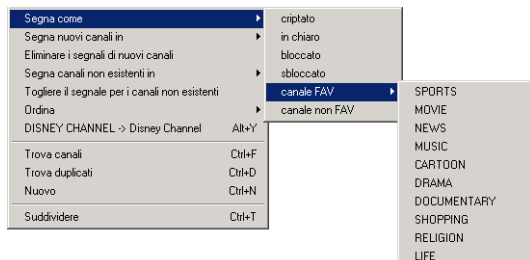 Segna come
Segna nuovi canali in
Eliminare i segnali di nuovi canali
Segna canali non esistenti in
Togliere il segnale per i canali non esistenti
Ordina
DISNEY CHANNEL -> Disney Channel Alt+Y
Trova canali Ctrl+F
Trova duplicati Ctrl+D
Nuovo Ctrl+N
Suddividere Ctrl+T
criptato
in chiaro
bloccato
sbloccato
canale FAV
canale non FAV
SPORTS
MOVIE
NEWS
MUSIC
CARTOON
DRAMA
DOCUMENTARY
SHOPPING
RELIGION
LIFE